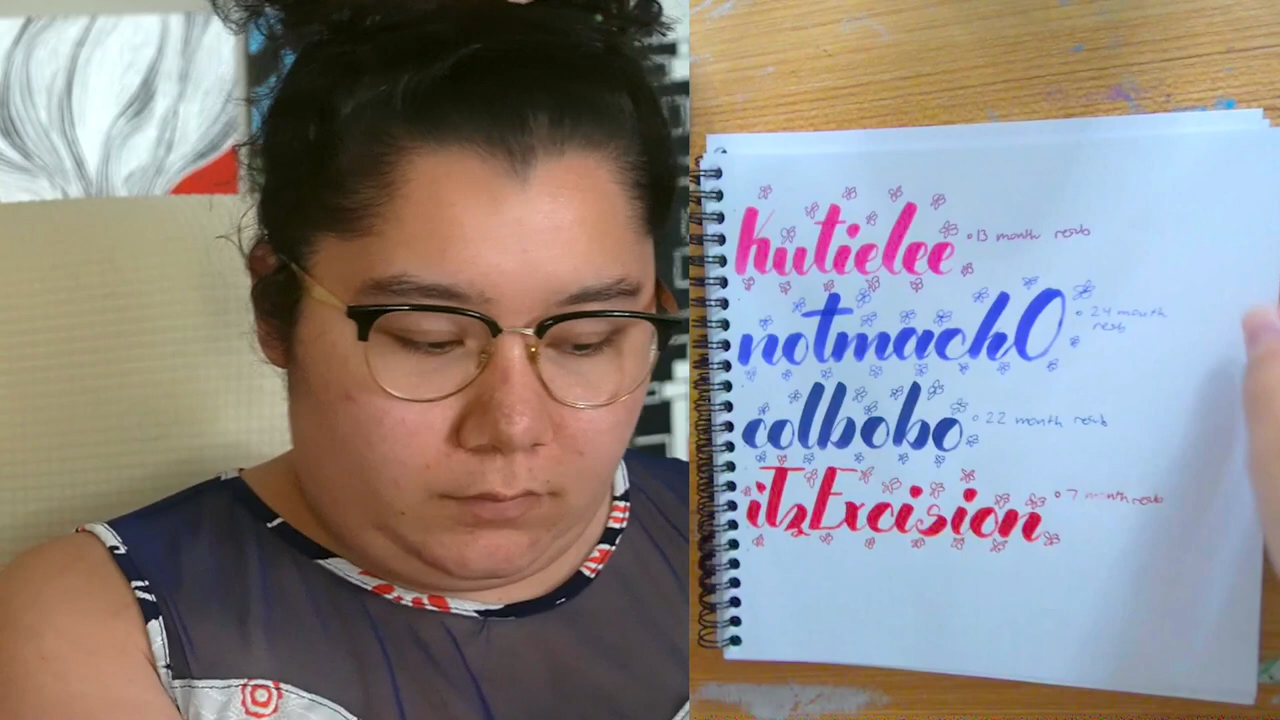 kutielee
13 month resub
notmach0
24 month
resub
colbobo
22 month resub
itzExcision
7 month resub